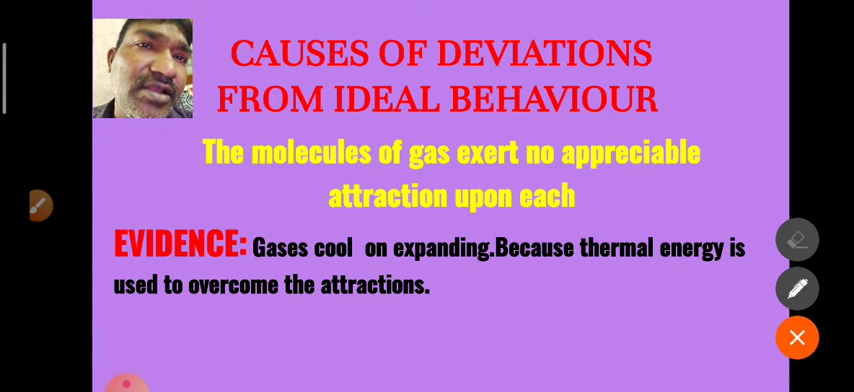 CAUSES OF DEVIATIONS
FROM IDEAL BEHAVIOUR
The molecules of gas exert no appreciable
attraction upon each
EVIDENCE: Gases cool on expanding.Because thermal energy is
used to overcome the attractions.